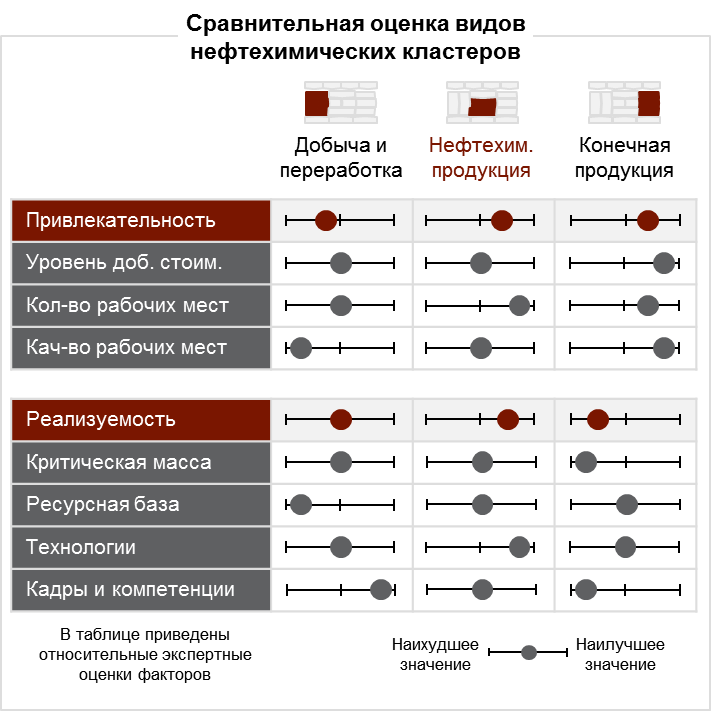 Сравнительная оценка видов
нефтехимических кластеров
Добыча и
переработка
Нефтехим.
продукция
Конечная
продукция
Привлекательность
Уровень доб. стоим.
Кол-во рабочих мест
Кач-во рабочих мест
Реализуемость
Критическая масса
Ресурсная база
Технологии
Кадры и компетенции
В таблице приведены
относительные экспертные
оценки факторов
Наихудшее
значение
Наилучшее
значение